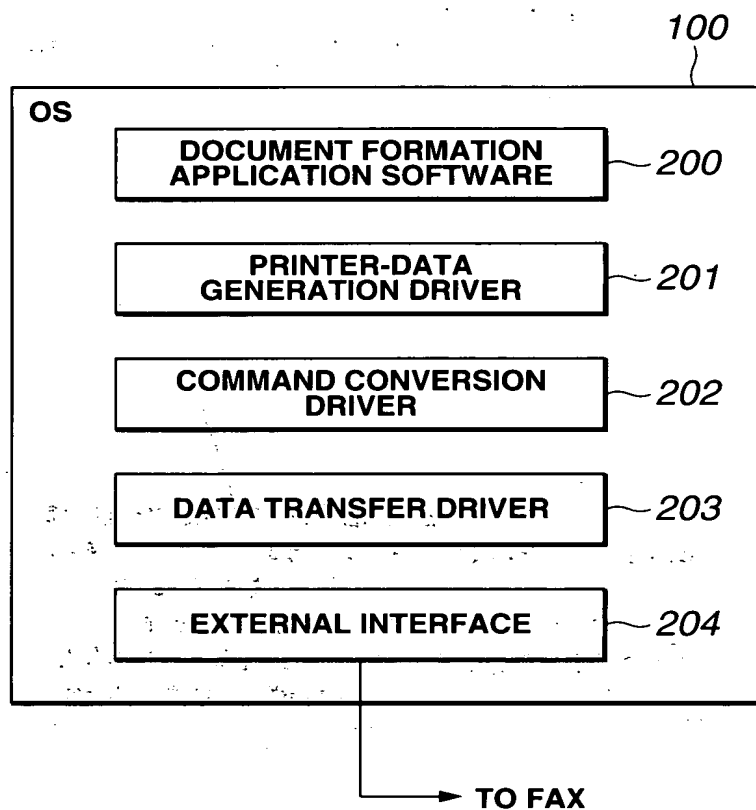 100
OS
DOCUMENT FORMATION
APPLICATION SOFTWARE
200
PRINTER-DATA
GENERATION DRIVER
201
COMMAND CONVERSION
DRIVER
202
DATA TRANSFER DRIVER
203
EXTERNAL INTERFACE
204
TO FAX